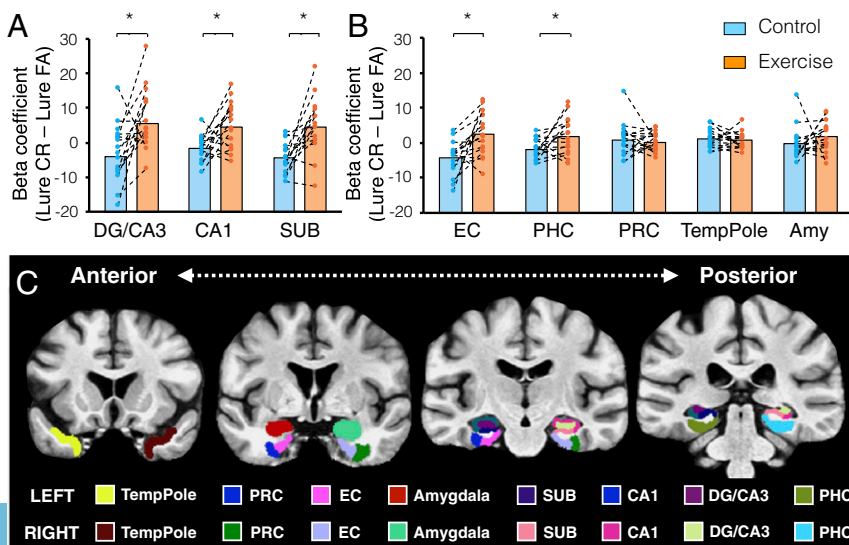 A
B
* * *
* *
Control
Exercise
Beta coefficient
(Lure CR – Lure FA)
30
20
10
0
-10
-20
DG/CA3 CA1 SUB
Beta coefficient
(Lure CR – Lure FA)
30
20
10
0
-10
-20
EC PHC PRC TempPole Amy
C
Anterior Posterior
LEFT TempPole PRC EC Amygdala SUB CA1 DG/CA3 PHC
RIGHT TempPole PRC EC Amygdala SUB CA1 DG/CA3 PHC